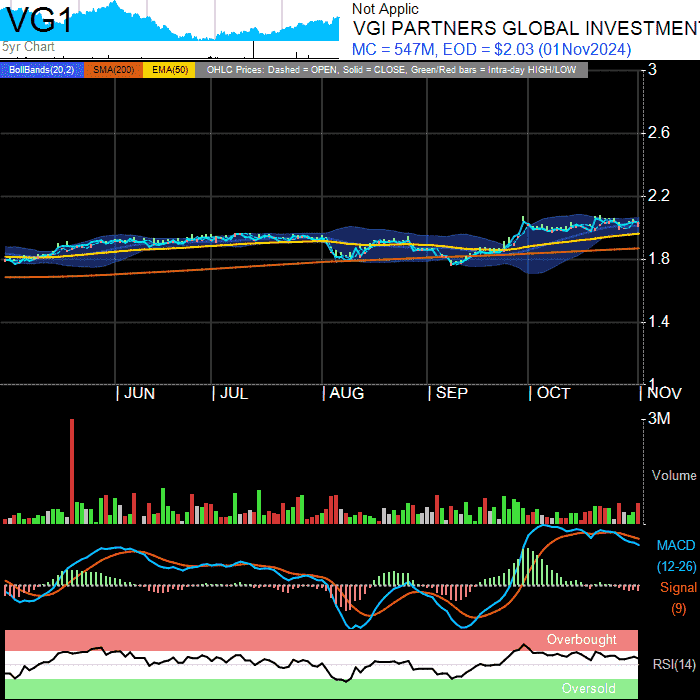 VG1
5yr Chart
Not Applic
VGI PARTNERS GLOBAL INVESTMEN
MC = 547M, EOD = $2.03 (01Nov2024)
BollBands(20,2) SMA(200) EMA(50) OHLC Prices: Dashed = OPEN, Solid = CLOSE, Green/Red bars = Intra-day HIGH/LOW
3
2.6
2.2
1.8
1.4
1
JUN JUL AUG SEP OCT NOV
3M
Volume
MACD
(12-26)
Signal
(9)
Overbought
RSI(14)
Oversold